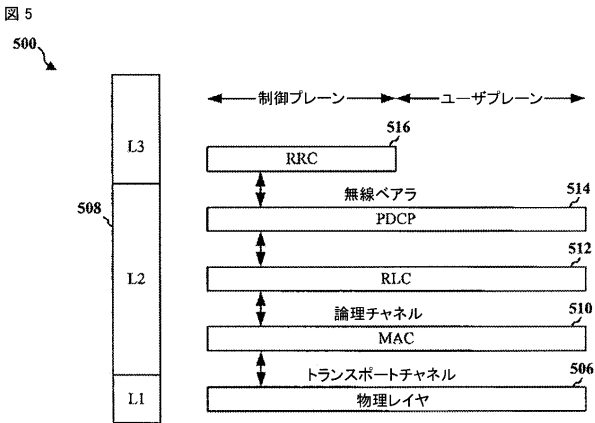 図 5
500
制御プレーン
ユーザプレーン
516
L3
RRC
無線ベアラ
514
508
PDCP
512
L2
RLC
論理チャネル
510
MAC
トランスポートチャネル
506
L1
物理レイヤ